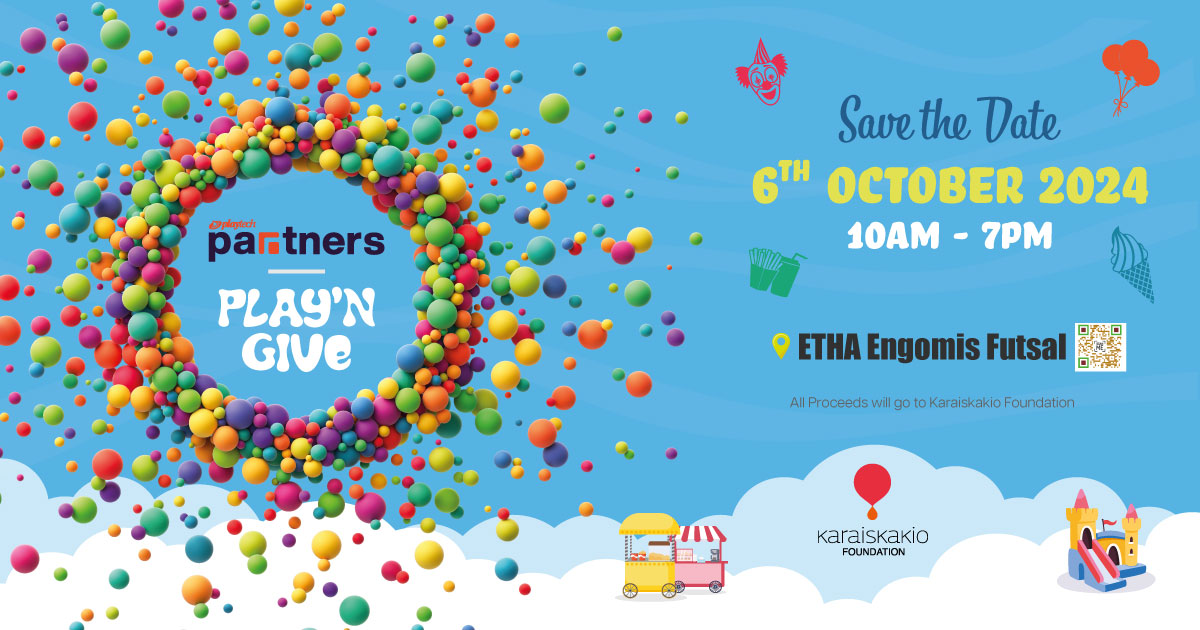 playtech
partners
PLAY'N
GIVE
Save the Date
6TH OCTOBER 2024
10AM - 7PM
ETHA Engomis Futsal
All Proceeds will go to Karaiskakio Foundation
karaiskakio
FOUNDATION